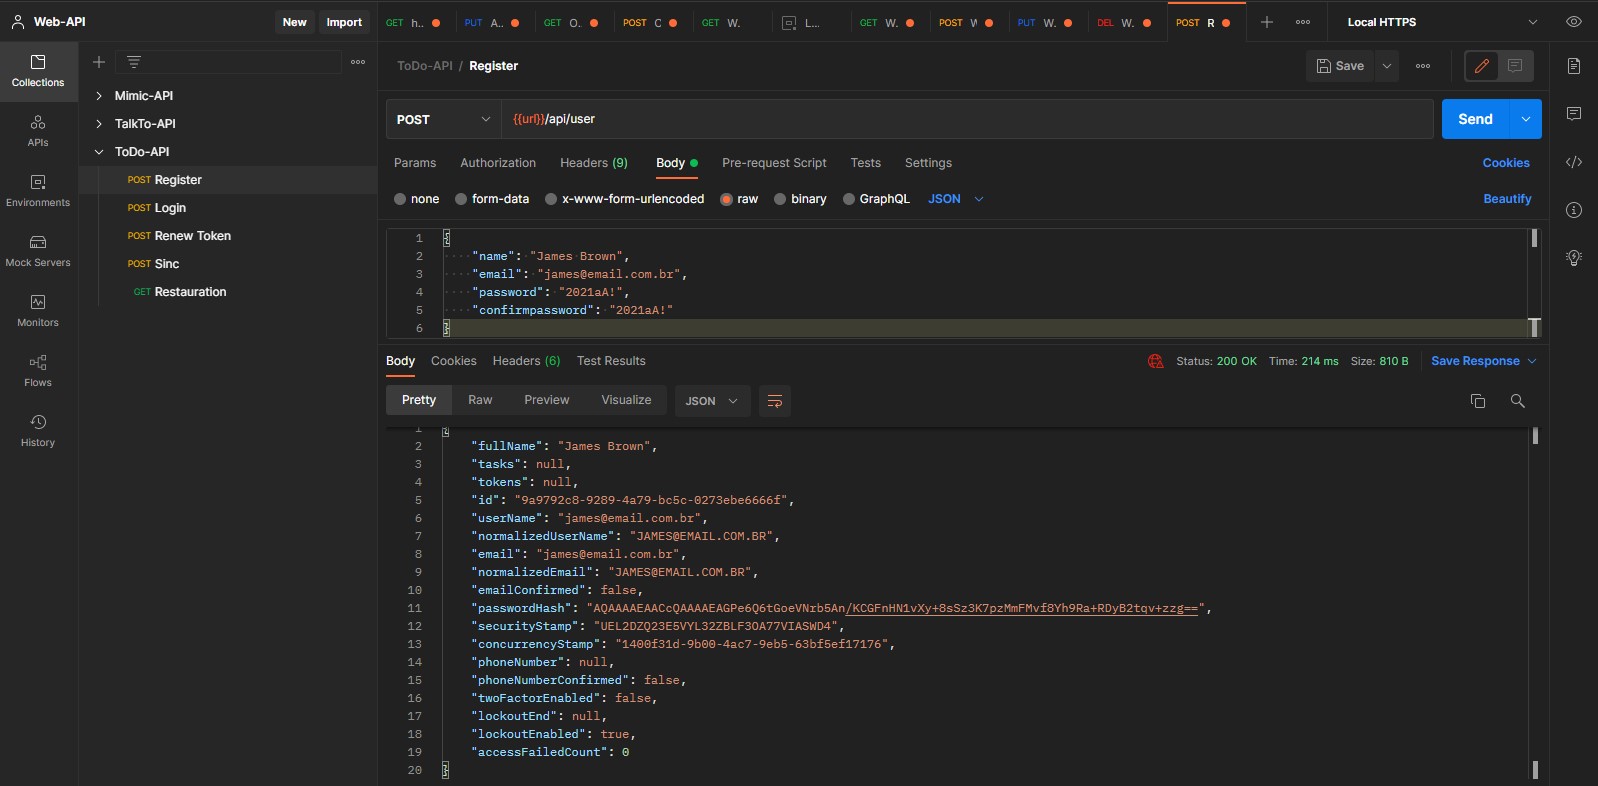 Web-API
New
Import
GET h..
PUT A..
GET O..
POST C
GET W.
L...
GET W.
POST W
PUT W.
DEL W.
POST R
Local HTTPS
Collections
APIs
Environments
Mock Servers
Monitors
Flows
History
Mimic-API
TalkTo-API
ToDo-API
POST Register
POST Login
POST Renew Token
POST Sinc
GET Restauration
ToDo-API / Register
Save
POST
{{url}}/api/user
Send
Params
Authorization
Headers (9)
Body
Pre-request Script
Tests
Settings
Cookies
none
form-data
x-www-form-urlencoded
raw
binary
GraphQL
JSON
Beautify
1 {
2 "name": "James Brown",
3 "email": "james@email.com.br",
4 "password": "2021aA!",
5 "confirmpassword": "2021aA!"
6 }
Body
Cookies
Headers (6)
Test Results
Status: 200 OK
Time: 214 ms
Size: 810 B
Save Response
Pretty
Raw
Preview
Visualize
JSON
1 {
2 "fullName": "James Brown",
3 "tasks": null,
4 "tokens": null,
5 "id": "9a9792c8-9289-4a79-bc5c-0273ebe6666f",
6 "userName": "james@email.com.br",
7 "normalizedUserName": "JAMES@EMAIL.COM.BR",
8 "email": "james@email.com.br",
9 "normalizedEmail": "JAMES@EMAIL.COM.BR",
10 "emailConfirmed": false,
11 "passwordHash": "AQAAAAEAACcQAAAAEAGPe6Q6tGoeVNrb5An/KCGFnHN1vXy+8sSz3K7pzMmFMvf8Yh9Ra+RDyB2tqv+zzg==",
12 "securityStamp": "UEL2DZQ23E5VYL32ZBLF3OA77VIASWD4",
13 "concurrencyStamp": "1400f31d-9b00-4ac7-9eb5-63bf5ef17176",
14 "phoneNumber": null,
15 "phoneNumberConfirmed": false,
16 "twoFactorEnabled": false,
17 "lockoutEnd": null,
18 "lockoutEnabled": true,
19 "accessFailedCount": 0
20 }